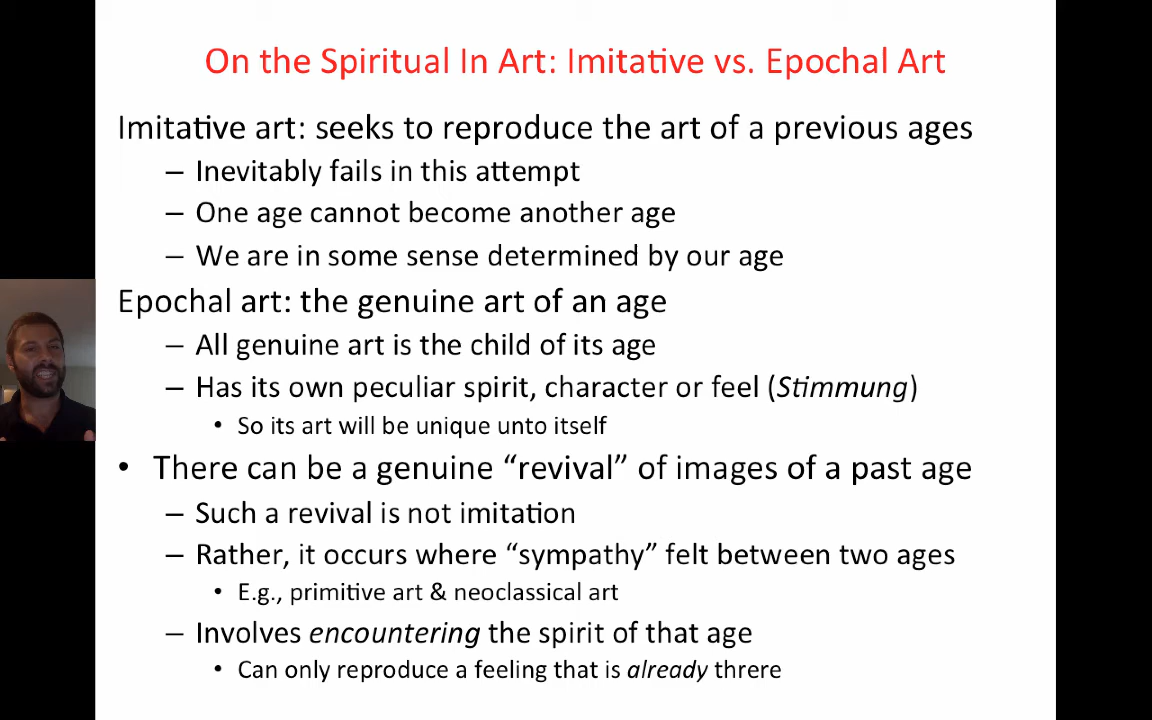 On the Spiritual In Art: Imitative vs. Epochal Art
Imitative art: seeks to reproduce the art of a previous ages
– Inevitably fails in this attempt
– One age cannot become another age
– We are in some sense determined by our age
Epochal art: the genuine art of an age
– All genuine art is the child of its age
– Has its own peculiar spirit, character or feel (Stimmung)
• So its art will be unique unto itself
• There can be a genuine “revival” of images of a past age
– Such a revival is not imitation
– Rather, it occurs where “sympathy” felt between two ages
• E.g., primitive art & neoclassical art
– Involves encountering the spirit of that age
• Can only reproduce a feeling that is already threre